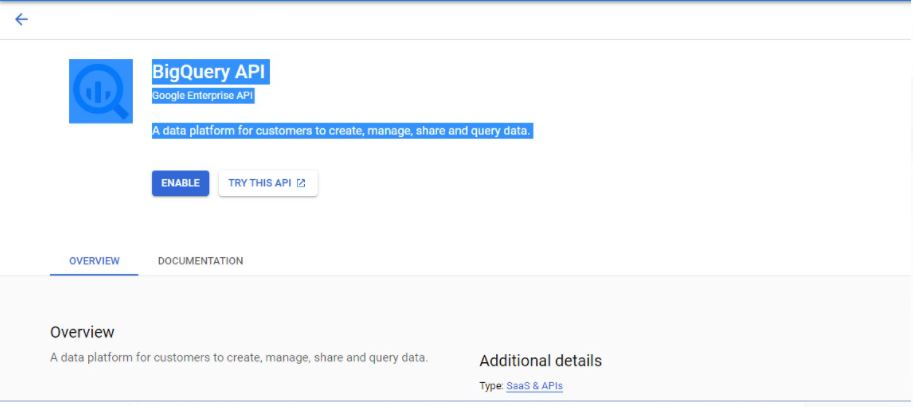 BigQuery API
Google Enterprise API
A data platform for customers to create, manage, share and query data.
ENABLE
TRY THIS API
OVERVIEW
DOCUMENTATION
Overview
A data platform for customers to create, manage, share and query data.
Additional details
Type: SaaS & APIs